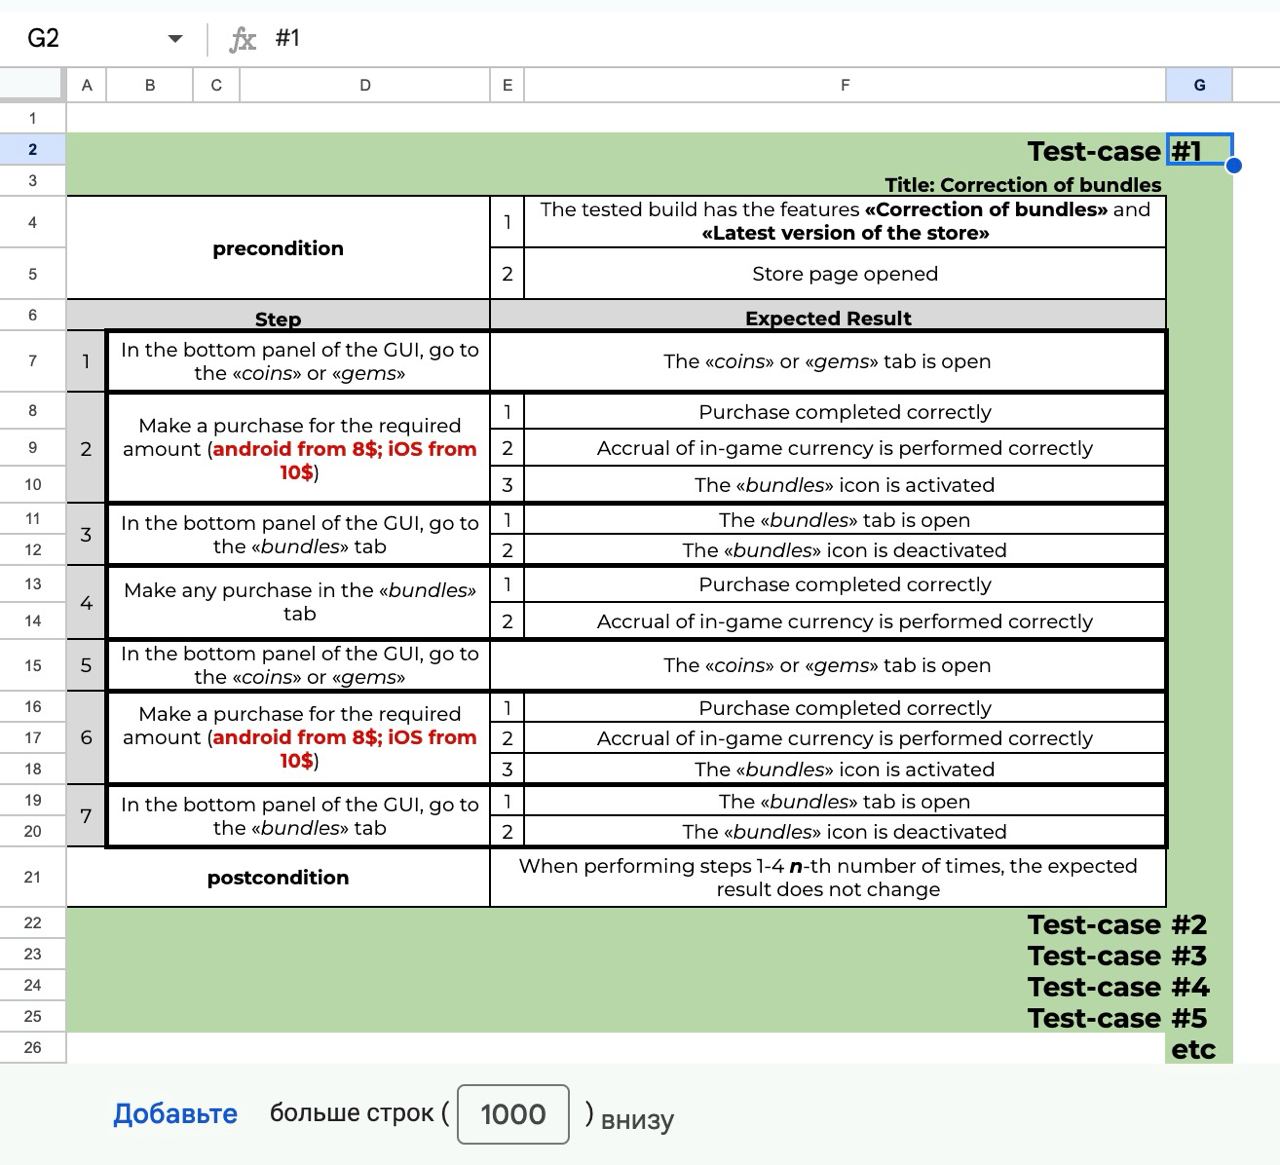 G2
fx #1
A B C D E F G
1
2 Test-case #1
3 Title: Correction of bundles
4 precondition 1 The tested build has the features «Correction of bundles» and
«Latest version of the store»
5 2 Store page opened
6 Step Expected Result
7 1 In the bottom panel of the GUI, go to
the «coins» or «gems» The «coins» or «gems» tab is open
8 1 Purchase completed correctly
2 Make a purchase for the required
amount (android from 8$; iOS from
10$)
9 2 Accrual of in-game currency is performed correctly
10 3 The «bundles» icon is activated
11 3 In the bottom panel of the GUI, go to
the «bundles» tab 1 The «bundles» tab is open
12 2 The «bundles» icon is deactivated
13 4 Make any purchase in the «bundles»
tab 1 Purchase completed correctly
14 2 Accrual of in-game currency is performed correctly
15 5 In the bottom panel of the GUI, go to
the «coins» or «gems» The «coins» or «gems» tab is open
16 1 Purchase completed correctly
6 Make a purchase for the required
amount (android from 8$; iOS from
10$)
17 2 Accrual of in-game currency is performed correctly
18 3 The «bundles» icon is activated
19 7 In the bottom panel of the GUI, go to
the «bundles» tab 1 The «bundles» tab is open
20 2 The «bundles» icon is deactivated
21 postcondition When performing steps 1-4 n-th number of times, the expected
result does not change
22 Test-case #2
23 Test-case #3
24 Test-case #4
25 Test-case #5
26 etc
Добавьте больше строк ( 1000 ) внизу